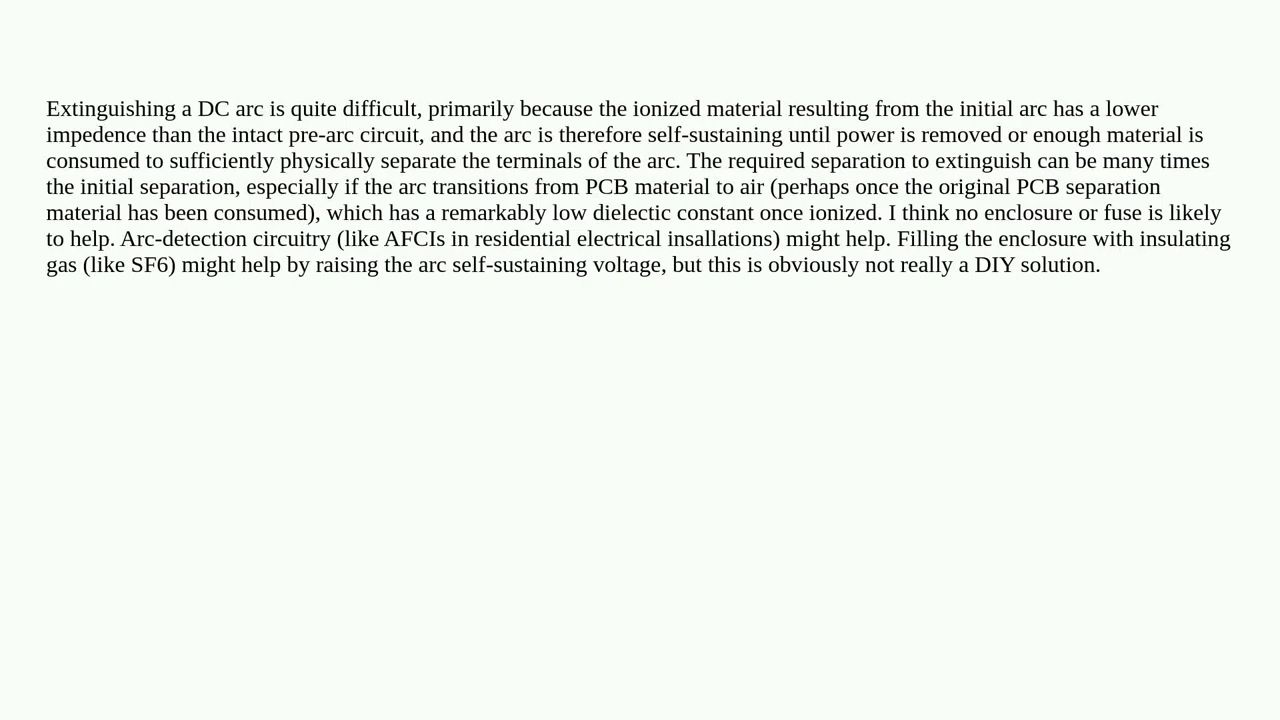 Extinguishing a DC arc is quite difficult, primarily because the ionized material resulting from the initial arc has a lower
impedence than the intact pre-arc circuit, and the arc is therefore self-sustaining until power is removed or enough material is
consumed to sufficiently physically separate the terminals of the arc. The required separation to extinguish can be many times
the initial separation, especially if the arc transitions from PCB material to air (perhaps once the original PCB separation
material has been consumed), which has a remarkably low dielectic constant once ionized. I think no enclosure or fuse is likely
to help. Arc-detection circuitry (like AFCIs in residential electrical insallations) might help. Filling the enclosure with insulating
gas (like SF6) might help by raising the arc self-sustaining voltage, but this is obviously not really a DIY solution.